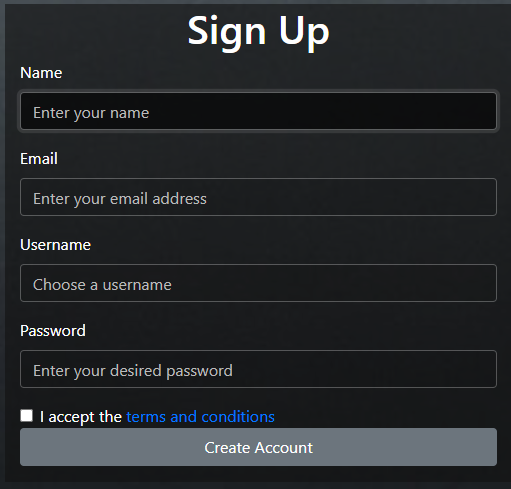 Sign Up
Name
Enter your name
Email
Enter your email address
Username
Choose a username
Password
Enter your desired password
I accept the terms and conditions
Create Account